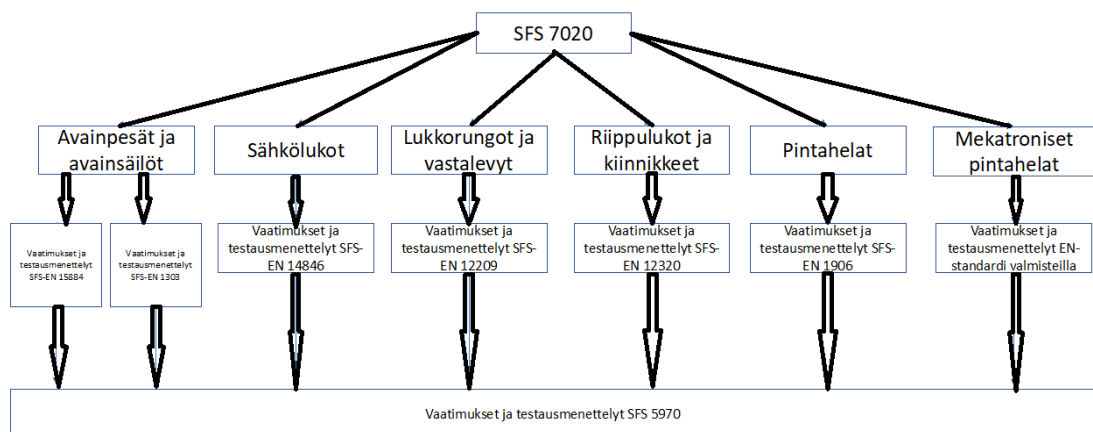 SFS 7020
Avainpesät ja
avainsäilöt
Sähkölukot
Lukkorungot ja
vastalevyt
Riippulukot ja
kiinnikkeet
Pintahelat
Mekatroniset
pintahelat
Vaatimukset ja
testausmenettelyt
SFS-EN 15884
Vaatimukset ja
testausmenettelyt
SFS-EN 1303
Vaatimukset ja
testausmenettelyt SFS-
EN 14846
Vaatimukset ja
testausmenettelyt SFS-
EN 12209
Vaatimukset ja
testausmenettelyt SFS-
EN 12320
Vaatimukset ja
testausmenettelyt SFS-
EN 1906
Vaatimukset ja
testausmenettelyt EN-
standardi valmisteilla
Vaatimukset ja testausmenettelyt SFS 5970